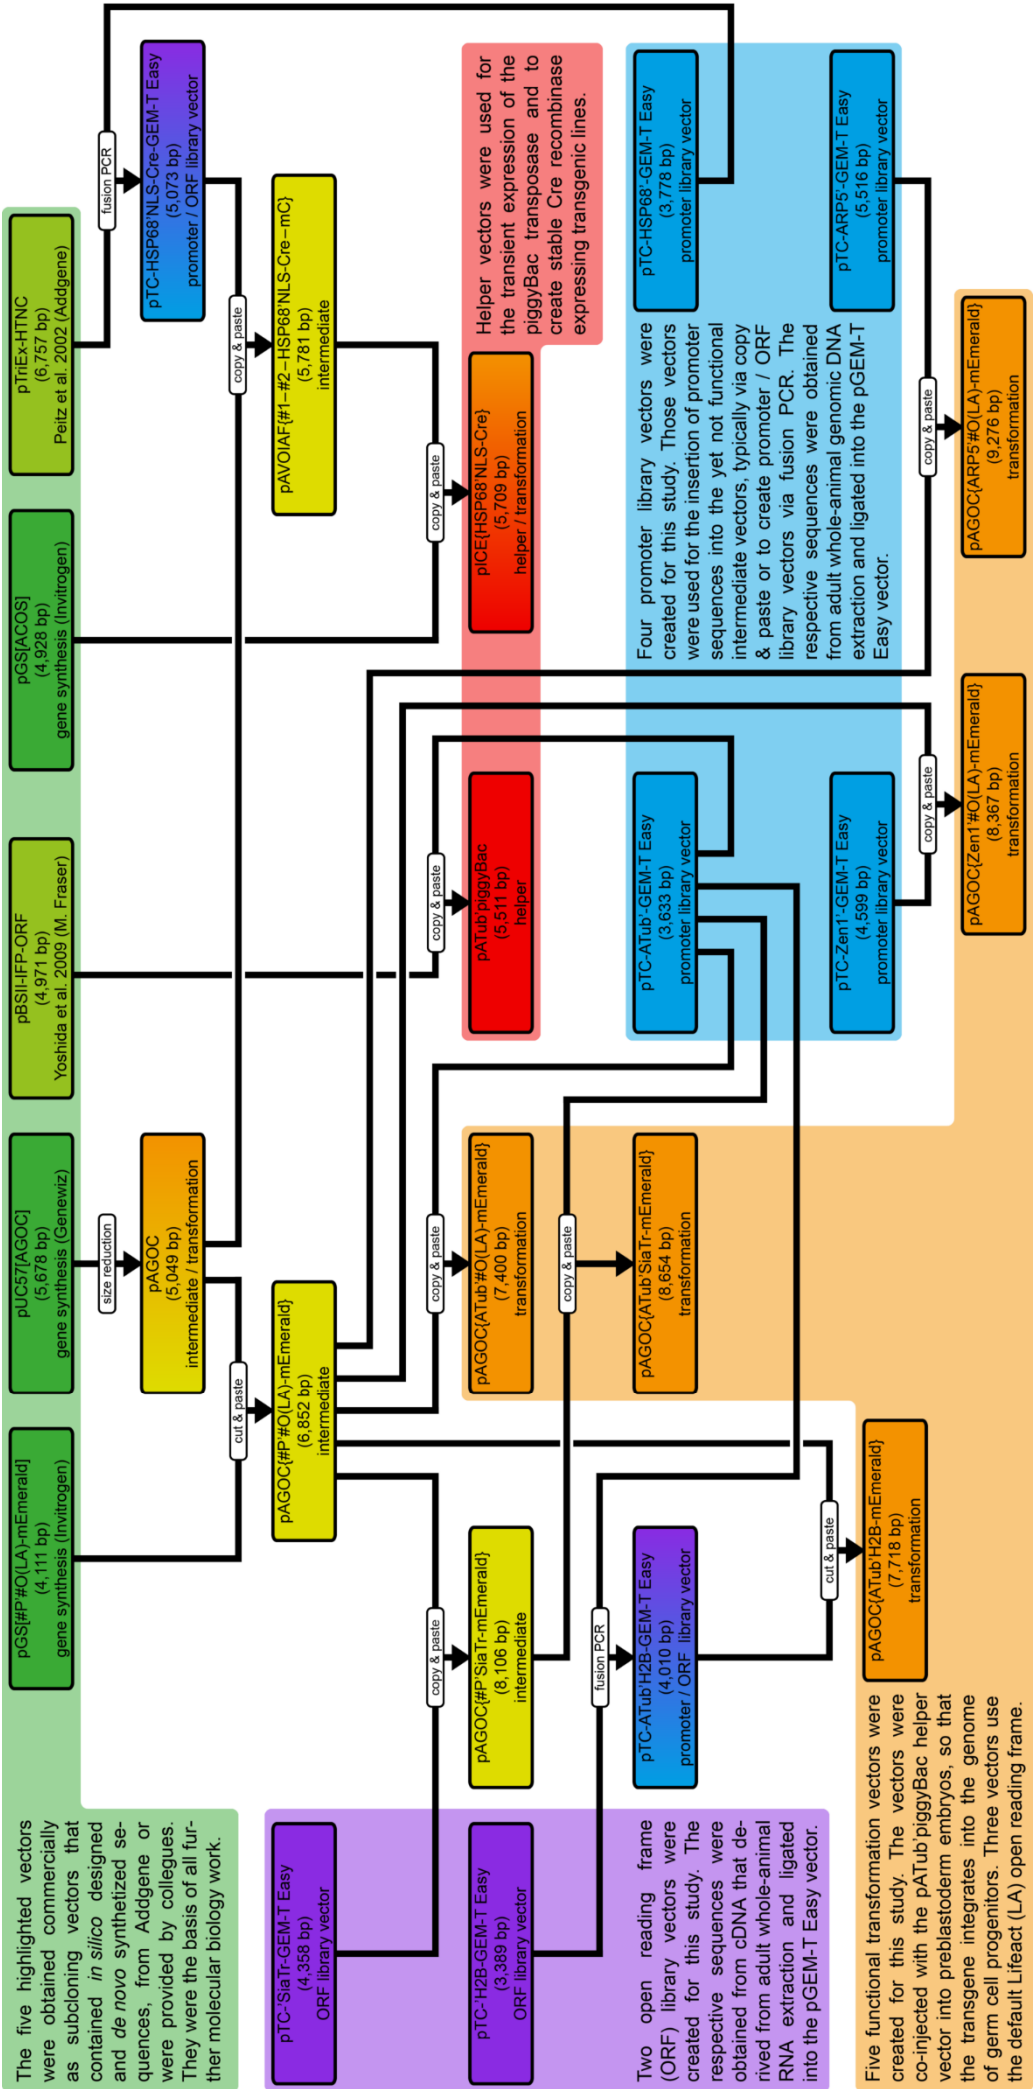 The five highlighted vectors
were obtained commercially
as subcloning vectors that
contained in silico designed
and de novo synthetized se-
quences, from Addgene or
were provided by collegues.
They were the basis of all fur-
ther molecular biology work.
pGS[#P'#O(LA)-mEmerald]
(4,111 bp)
gene synthesis (Invitrogen)
pUC57[AGOC]
(5,678 bp)
gene synthesis (Genewiz)
pBSII-IFP-ORF
(4,971 bp)
Yoshida et al. 2009 (M. Fraser)
pGS[ACOS]
(4,928 bp)
gene synthesis (Invitrogen)
pTriEx-HTNC
(6,757 bp)
Peitz et al. 2002 (Addgene)
size reduction
fusion PCR
pAGOC
(5,049 bp)
intermediate / transformation
pTC-HSP68'NLS-Cre-GEM-T Easy
(5,073 bp)
promoter / ORF library vector
cut & paste
copy & paste
pAGOC{#P'#O(LA)-mEmerald}
(6,852 bp)
intermediate
pAVOIAF{#1–#2–HSP68'NLS-Cre–mC}
(5,781 bp)
intermediate
pTC-'SiaTr-GEM-T Easy
(4,358 bp)
ORF library vector
copy & paste
copy & paste
copy & paste
copy & paste
pTC-'H2B-GEM-T Easy
(3,389 bp)
ORF library vector
pAGOC{#P'SiaTr-mEmerald}
(8,106 bp)
intermediate
pAGOC{ATub'#O(LA)-mEmerald}
(7,400 bp)
transformation
pATub'piggyBac
(5,511 bp)
helper
pICE{HSP68'NLS-Cre}
(5,709 bp)
helper / transformation
Helper vectors were used for
the transient expression of the
piggyBac transposase and to
create stable Cre recombinase
expressing transgenic lines.
fusion PCR
copy & paste
Two open reading frame
(ORF) library vectors were
created for this study. The
respective sequences were
obtained from cDNA that de-
rived from adult whole-animal
RNA extraction and ligated
into the pGEM-T Easy vector.
pTC-ATub'H2B-GEM-T Easy
(4,010 bp)
promoter / ORF library vector
pAGOC{ATub'SiaTr-mEmerald}
(8,654 bp)
transformation
pTC-ATub'-GEM-T Easy
(3,633 bp)
promoter library vector
Four promoter library vectors were
created for this study. Those vectors
were used for the insertion of promoter
sequences into the yet not functional
intermediate vectors, typically via copy
& paste or to create promoter / ORF
library vectors via fusion PCR. The
respective sequences were obtained
from adult whole-animal genomic DNA
extraction and ligated into the pGEM-T
Easy vector.
pTC-HSP68'-GEM-T Easy
(3,778 bp)
promoter library vector
cut & paste
pTC-Zen1'-GEM-T Easy
(4,599 bp)
promoter library vector
pTC-ARP5'-GEM-T Easy
(5,516 bp)
promoter library vector
Five functional transformation vectors were
created for this study. The vectors were
co-injected with the pATub'piggyBac helper
vector into preblastoderm embryos, so that
the transgene integrates into the genome
of germ cell progenitors. Three vectors use
the default Lifeact (LA) open reading frame.
pAGOC{ATub'H2B-mEmerald}
(7,718 bp)
transformation
copy & paste
copy & paste
pAGOC{Zen1'#O(LA)-mEmerald}
(8,367 bp)
transformation
pAGOC{ARP5'#O(LA)-mEmerald}
(9,276 bp)
transformation